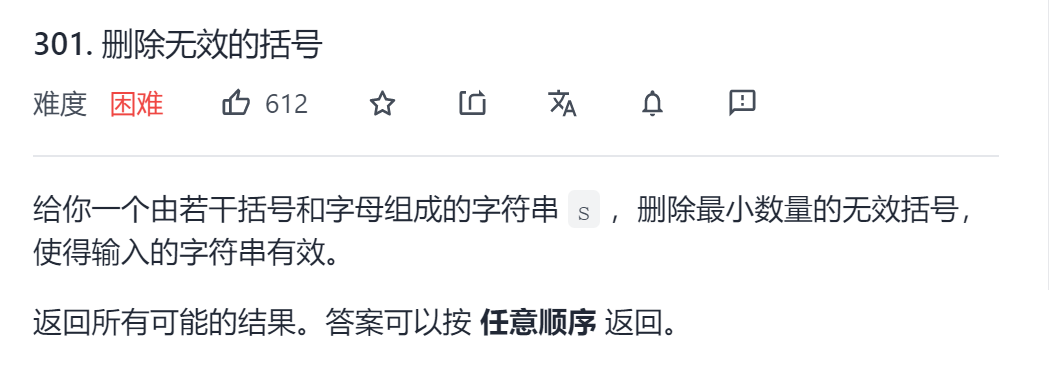 301. 删除无效的括号
难度 困难 612
给你一个由若干括号和字母组成的字符串 s ，删除最小数量的无效括号，
使得输入的字符串有效。
返回所有可能的结果。答案可以按 任意顺序 返回。